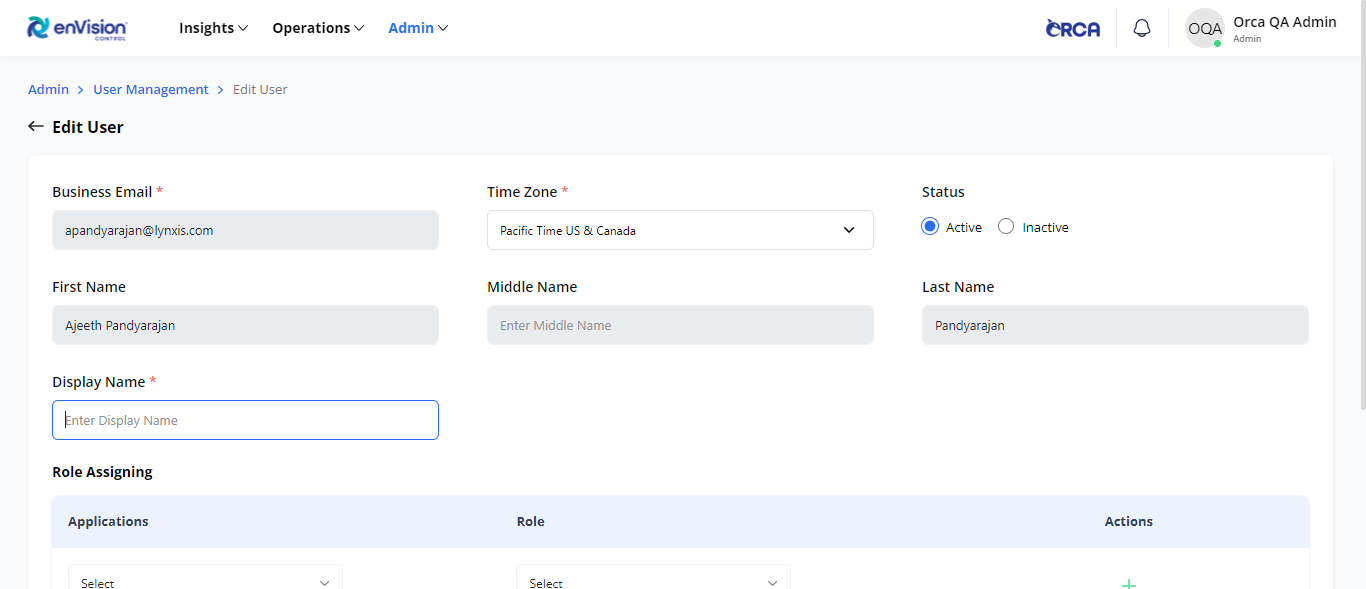 enVision
CONTROL
Insights Operations Admin
ORCA
OQA
Orca QA Admin
Admin
Admin > User Management > Edit User
← Edit User
Business Email *
Time Zone *
Status
apandyarajan@lynxis.com
Pacific Time US & Canada
Active Inactive
First Name
Middle Name
Last Name
Ajeeth Pandyarajan
Enter Middle Name
Pandyarajan
Display Name *
Enter Display Name
Role Assigning
Applications Role Actions
Select Select +